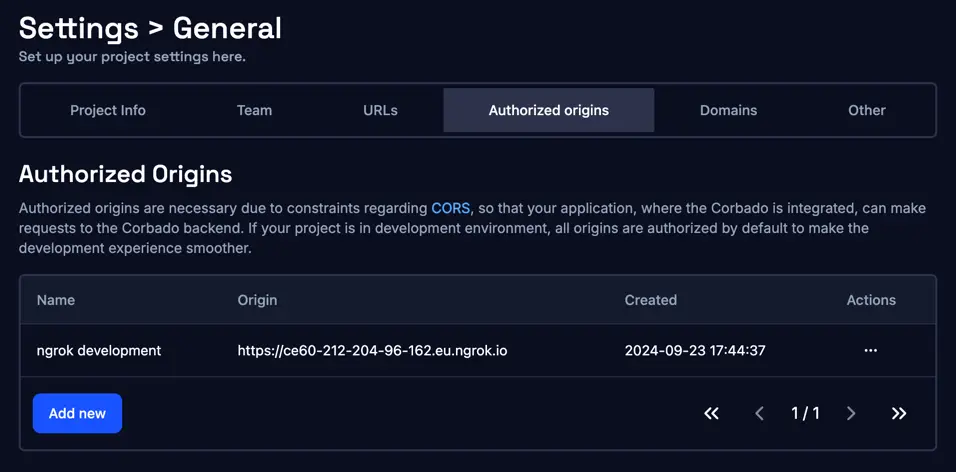 Settings > General
Set up your project settings here.
Project Info Team URLs Authorized origins Domains Other
Authorized Origins
Authorized origins are necessary due to constraints regarding CORS, so that your application, where the Corbado is integrated, can make
requests to the Corbado backend. If your project is in development environment, all origins are authorized by default to make the
development experience smoother.
Name Origin Created Actions
ngrok development https://ce60-212-204-96-162.eu.ngrok.io 2024-09-23 17:44:37 ···
Add new « < 1 / 1 > »